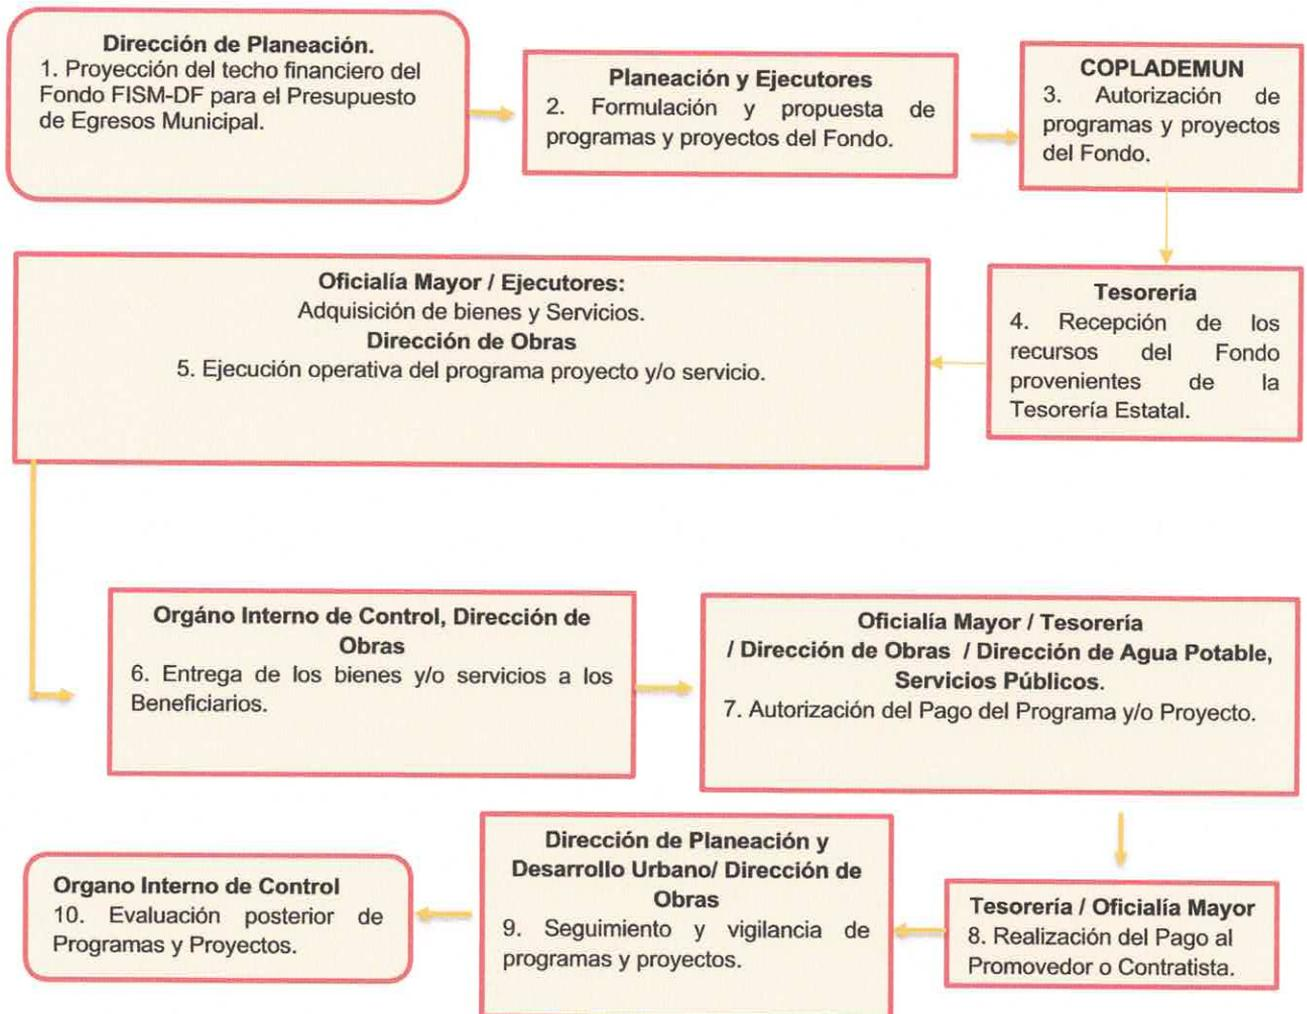 Dirección de Planeación.
1. Proyección del techo financiero del
Fondo FISM-DF para el Presupuesto
de Egresos Municipal.
Planeación y Ejecutores
2. Formulación y propuesta de
programas y proyectos del Fondo.
COPLADEMUN
3. Autorización de
programas y proyectos
del Fondo.
Tesorería
4. Recepción de los
recursos del Fondo
provenientes de la
Tesorería Estatal.
Oficialía Mayor / Ejecutores:
Adquisición de bienes y Servicios.
Dirección de Obras
5. Ejecución operativa del programa proyecto y/o servicio.
Orgáno Interno de Control, Dirección de
Obras
6. Entrega de los bienes y/o servicios a los
Beneficiarios.
Oficialía Mayor / Tesorería
/ Dirección de Obras / Dirección de Agua Potable,
Servicios Públicos.
7. Autorización del Pago del Programa y/o Proyecto.
Tesorería / Oficialía Mayor
8. Realización del Pago al
Promovedor o Contratista.
Dirección de Planeación y
Desarrollo Urbano/ Dirección de
Obras
9. Seguimiento y vigilancia de
programas y proyectos.
Organo Interno de Control
10. Evaluación posterior de
Programas y Proyectos.